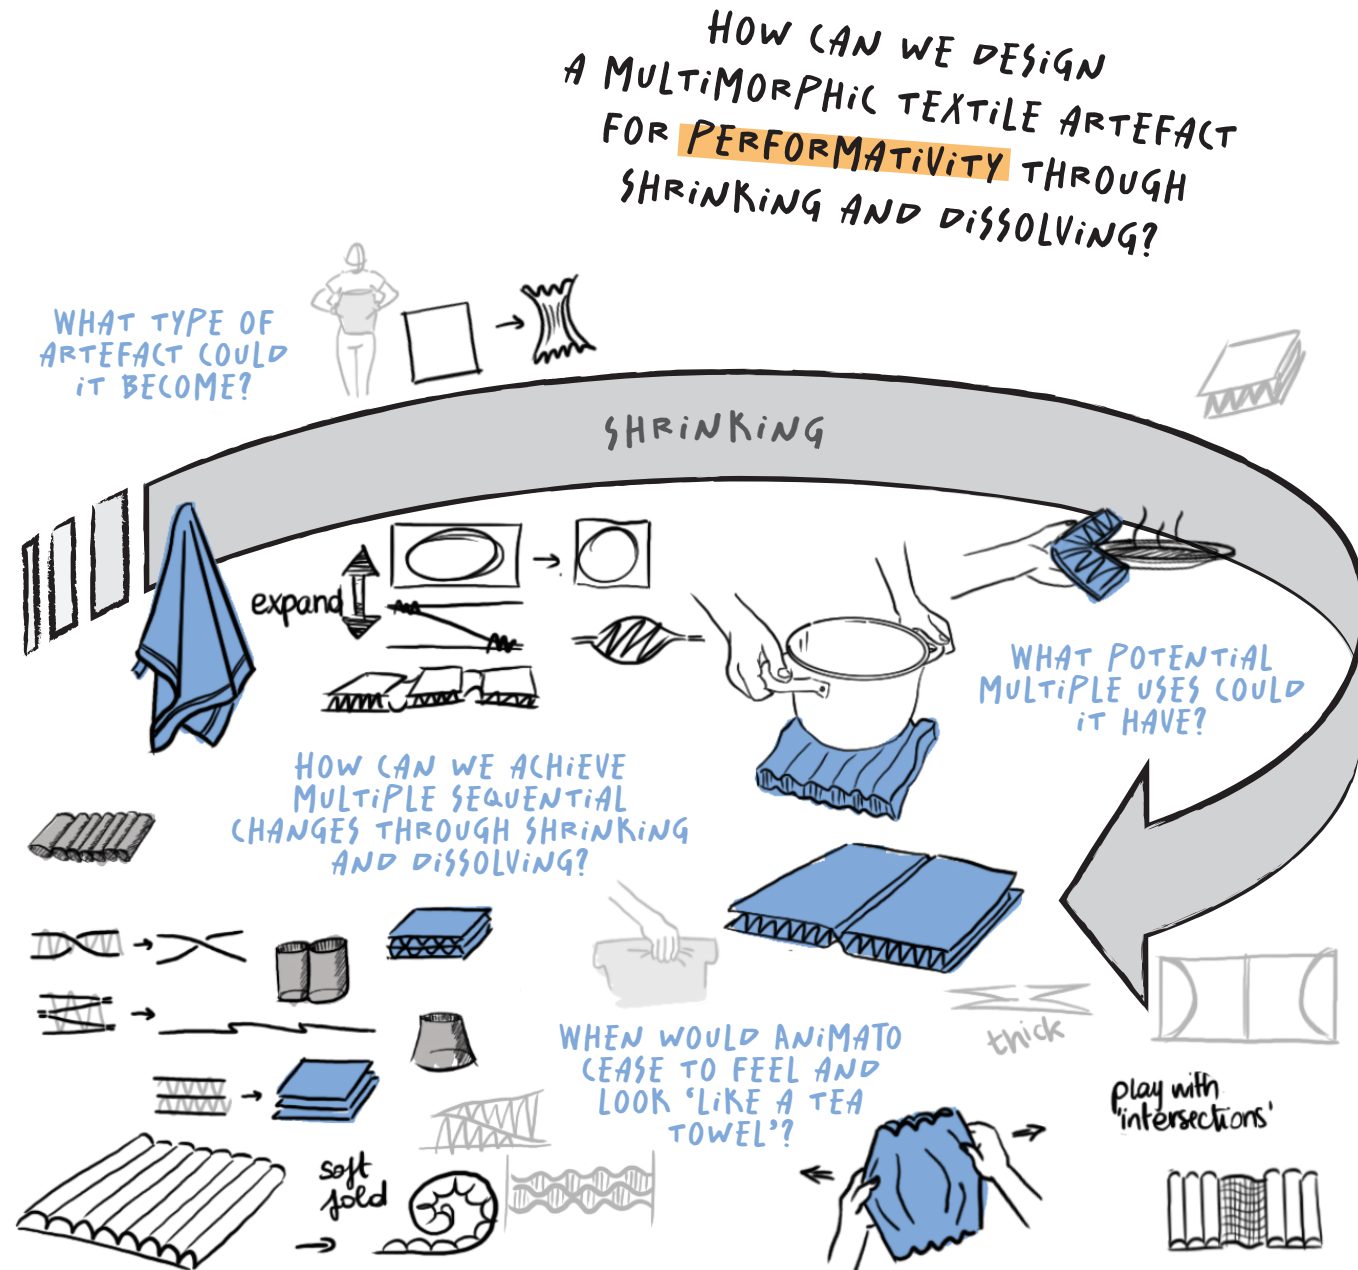 HOW CAN WE DESIGN
A MULTIMORPHIC TEXTILE ARTEFACT
FOR PERFORMATIVITY THROUGH
SHRINKING AND DISSOLVING?
WHAT TYPE OF
ARTEFACT COULD
IT BECOME?
SHRINKING
expand
WHAT POTENTIAL
MULTIPLE USES COULD
IT HAVE?
HOW CAN WE ACHIEVE
MULTIPLE SEQUENTIAL
CHANGES THROUGH SHRINKING
AND DISSOLVING?
WHEN WOULD ANIMATO
CEASE TO FEEL AND
LOOK ‘LIKE A TEA
TOWEL’?
thick
play with
'intersections'
soft
fold